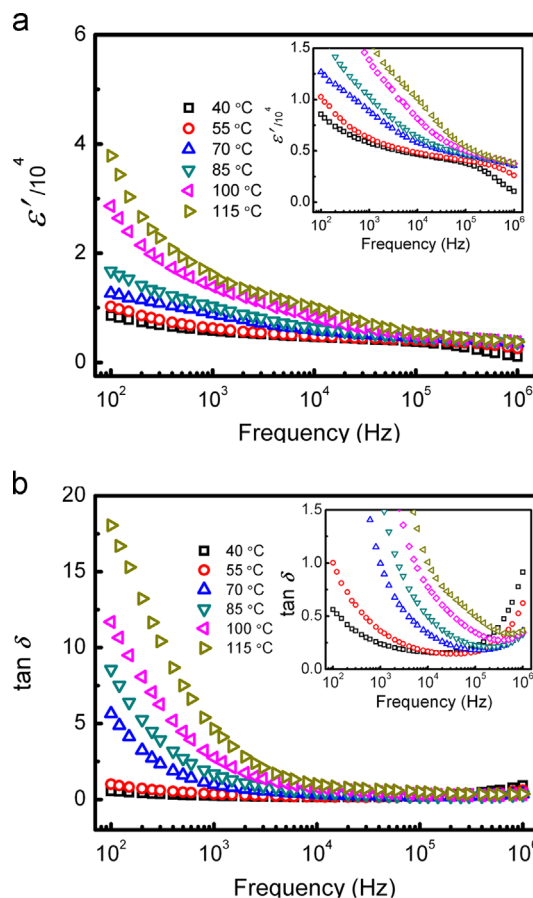 a
ε′/10⁴
6
4
2
0
40 °C
55 °C
70 °C
85 °C
100 °C
115 °C
10² 10³ 10⁴ 10⁵ 10⁶
Frequency (Hz)
ε′/10⁴
1.5
1.0
0.5
0.0
10² 10³ 10⁴ 10⁵ 10⁶
Frequency (Hz)
b
tan δ
20
15
10
5
0
40 °C
55 °C
70 °C
85 °C
100 °C
115 °C
10² 10³ 10⁴ 10⁵ 10⁶
Frequency (Hz)
tan δ
1.5
1.0
0.5
0.0
10² 10³ 10⁴ 10⁵ 10⁶
Frequency (Hz)